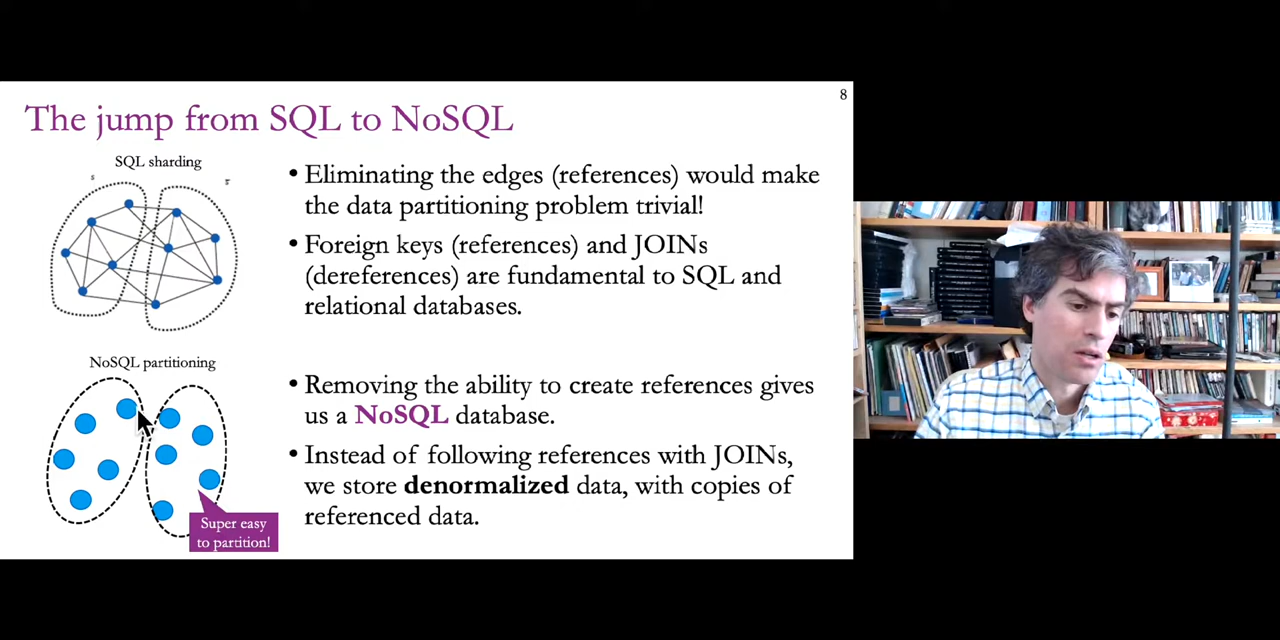 8
The jump from SQL to NoSQL
SQL sharding
s
• Eliminating the edges (references) would make
the data partitioning problem trivial!
• Foreign keys (references) and JOINs
(dereferences) are fundamental to SQL and
relational databases.
NoSQL partitioning
Super easy
to partition!
• Removing the ability to create references gives
us a NoSQL database.
• Instead of following references with JOINs,
we store denormalized data, with copies of
referenced data.